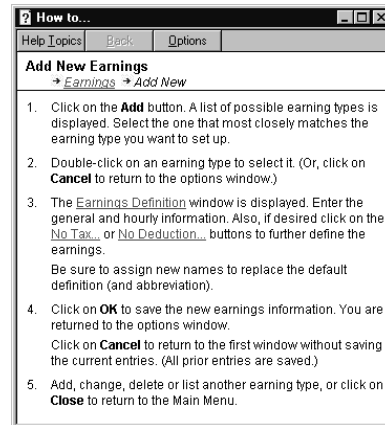 ? How to...
Help Topics Back Options
Add New Earnings
→ Earnings → Add New
1. Click on the Add button. A list of possible earning types is
displayed. Select the one that most closely matches the
earning type you want to set up.
2. Double-click on an earning type to select it. (Or, click on
Cancel to return to the options window.)
3. The Earnings Definition window is displayed. Enter the
general and hourly information. Also, if desired click on the
No Tax... or No Deduction... buttons to further define the
earnings.
Be sure to assign new names to replace the default
definition (and abbreviation).
4. Click on OK to save the new earnings information. You are
returned to the options window.
Click on Cancel to return to the first window without saving
the current entries. (All prior entries are saved.)
5. Add, change, delete or list another earning type, or click on
Close to return to the Main Menu.